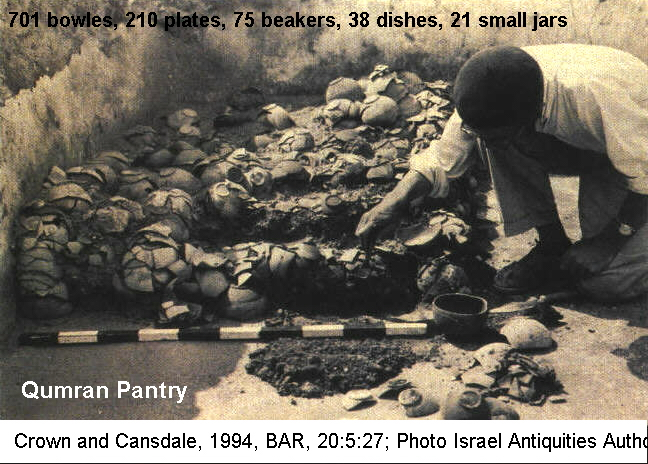 701 bowles, 210 plates, 75 beakers, 38 dishes, 21 small jars
Qumran Pantry
Crown and Cansdale, 1994, BAR, 20:5:27; Photo Israel Antiquities Autho